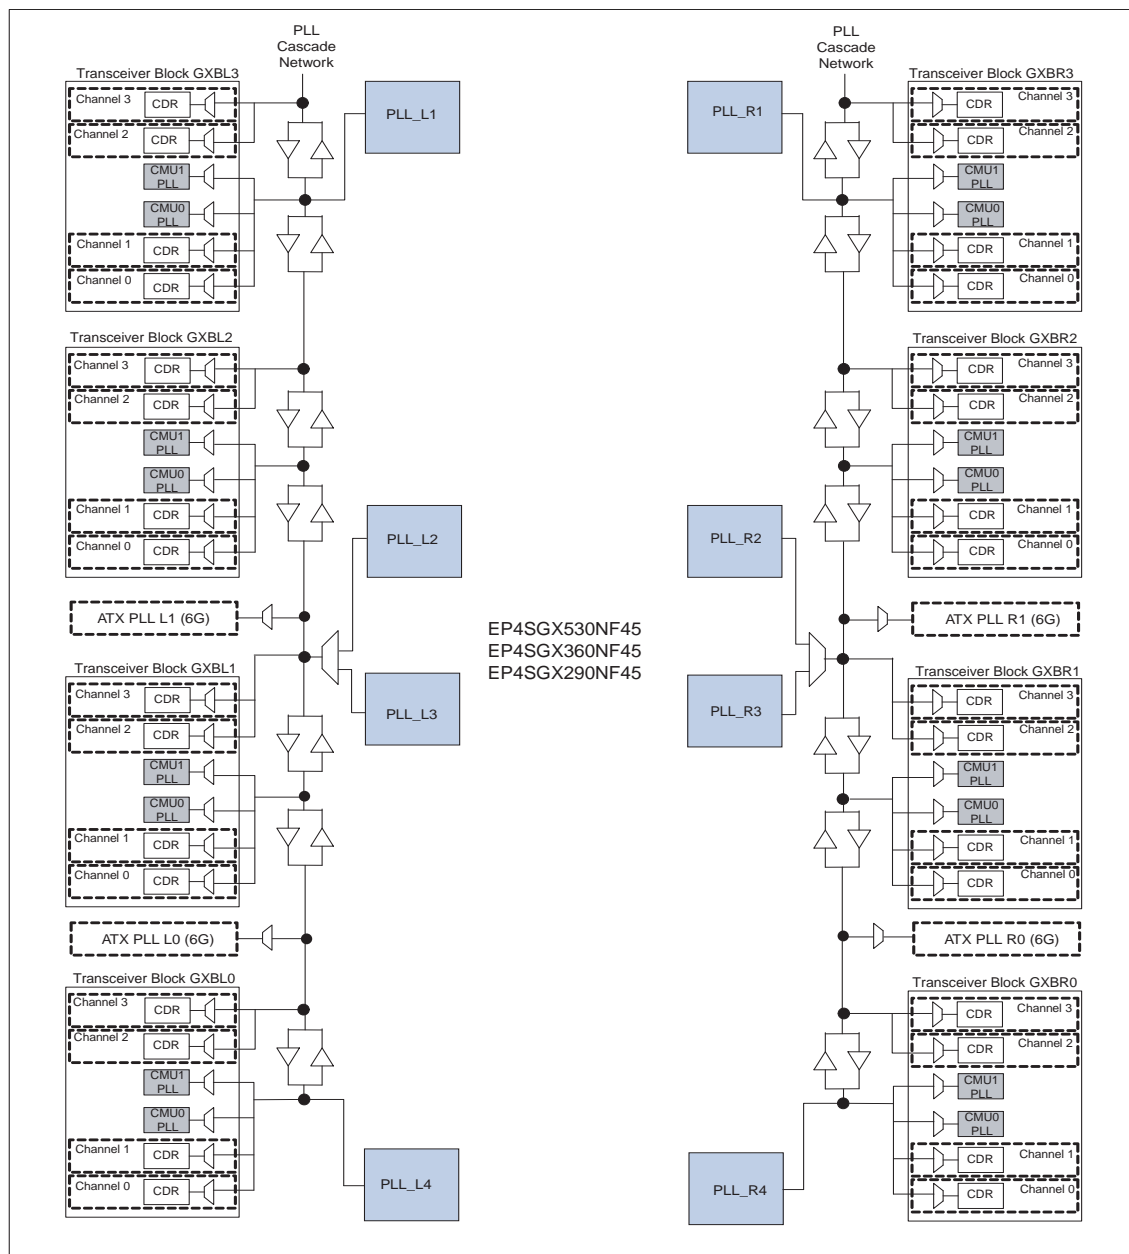 PLL
Cascade
Network
Transceiver Block GXBL3
Channel 3
CDR
Channel 2
CDR
CMU1
PLL
CMU0
PLL
Channel 1
CDR
Channel 0
CDR
PLL_L1
Transceiver Block GXBL2
Channel 3
CDR
Channel 2
CDR
CMU1
PLL
CMU0
PLL
Channel 1
CDR
Channel 0
CDR
PLL_L2
ATX PLL L1 (6G)
Transceiver Block GXBL1
Channel 3
CDR
Channel 2
CDR
CMU1
PLL
CMU0
PLL
Channel 1
CDR
Channel 0
CDR
PLL_L3
ATX PLL L0 (6G)
Transceiver Block GXBL0
Channel 3
CDR
Channel 2
CDR
CMU1
PLL
CMU0
PLL
Channel 1
CDR
Channel 0
CDR
PLL_L4
EP4SGX530NF45
EP4SGX360NF45
EP4SGX290NF45
PLL
Cascade
Network
PLL_R1
Transceiver Block GXBR3
CDR
Channel 3
CDR
Channel 2
CMU1
PLL
CMU0
PLL
CDR
Channel 1
CDR
Channel 0
Transceiver Block GXBR2
CDR
Channel 3
CDR
Channel 2
CMU1
PLL
CMU0
PLL
CDR
Channel 1
CDR
Channel 0
PLL_R2
ATX PLL R1 (6G)
PLL_R3
Transceiver Block GXBR1
CDR
Channel 3
CDR
Channel 2
CMU1
PLL
CMU0
PLL
CDR
Channel 1
CDR
Channel 0
ATX PLL R0 (6G)
Transceiver Block GXBR0
CDR
Channel 3
CDR
Channel 2
CMU1
PLL
CMU0
PLL
CDR
Channel 1
CDR
Channel 0
PLL_R4